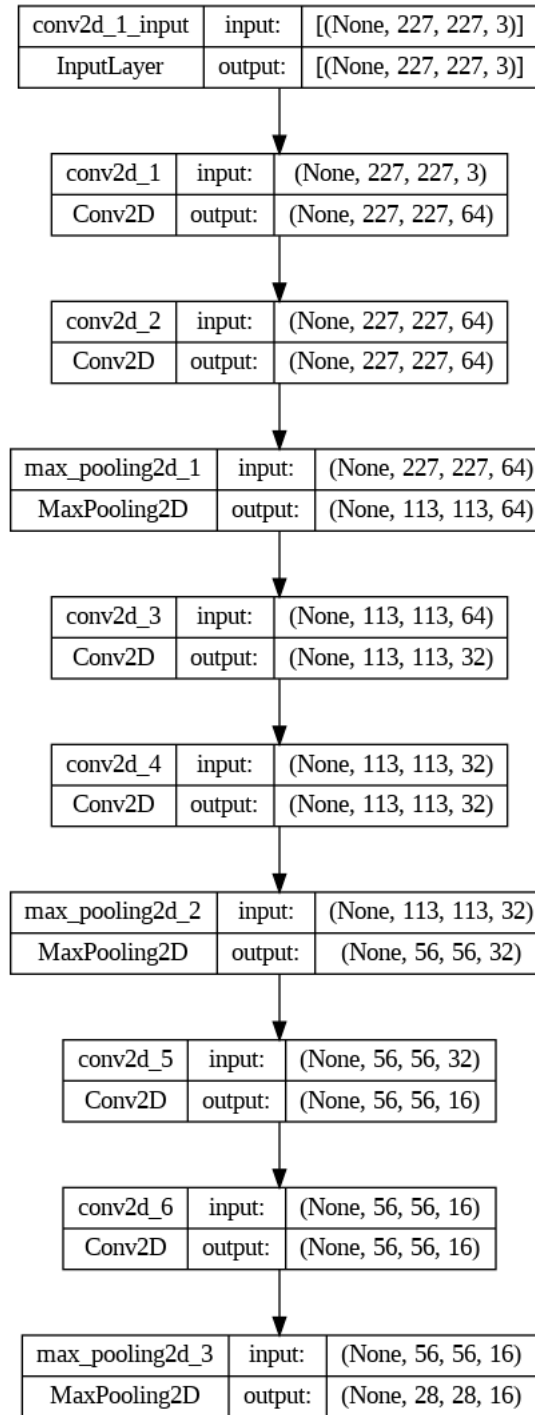 conv2d_1_input input: [(None, 227, 227, 3)]
InputLayer output: [(None, 227, 227, 3)]
conv2d_1 input: (None, 227, 227, 3)
Conv2D output: (None, 227, 227, 64)
conv2d_2 input: (None, 227, 227, 64)
Conv2D output: (None, 227, 227, 64)
max_pooling2d_1 input: (None, 227, 227, 64)
MaxPooling2D output: (None, 113, 113, 64)
conv2d_3 input: (None, 113, 113, 64)
Conv2D output: (None, 113, 113, 32)
conv2d_4 input: (None, 113, 113, 32)
Conv2D output: (None, 113, 113, 32)
max_pooling2d_2 input: (None, 113, 113, 32)
MaxPooling2D output: (None, 56, 56, 32)
conv2d_5 input: (None, 56, 56, 32)
Conv2D output: (None, 56, 56, 16)
conv2d_6 input: (None, 56, 56, 16)
Conv2D output: (None, 56, 56, 16)
max_pooling2d_3 input: (None, 56, 56, 16)
MaxPooling2D output: (None, 28, 28, 16)